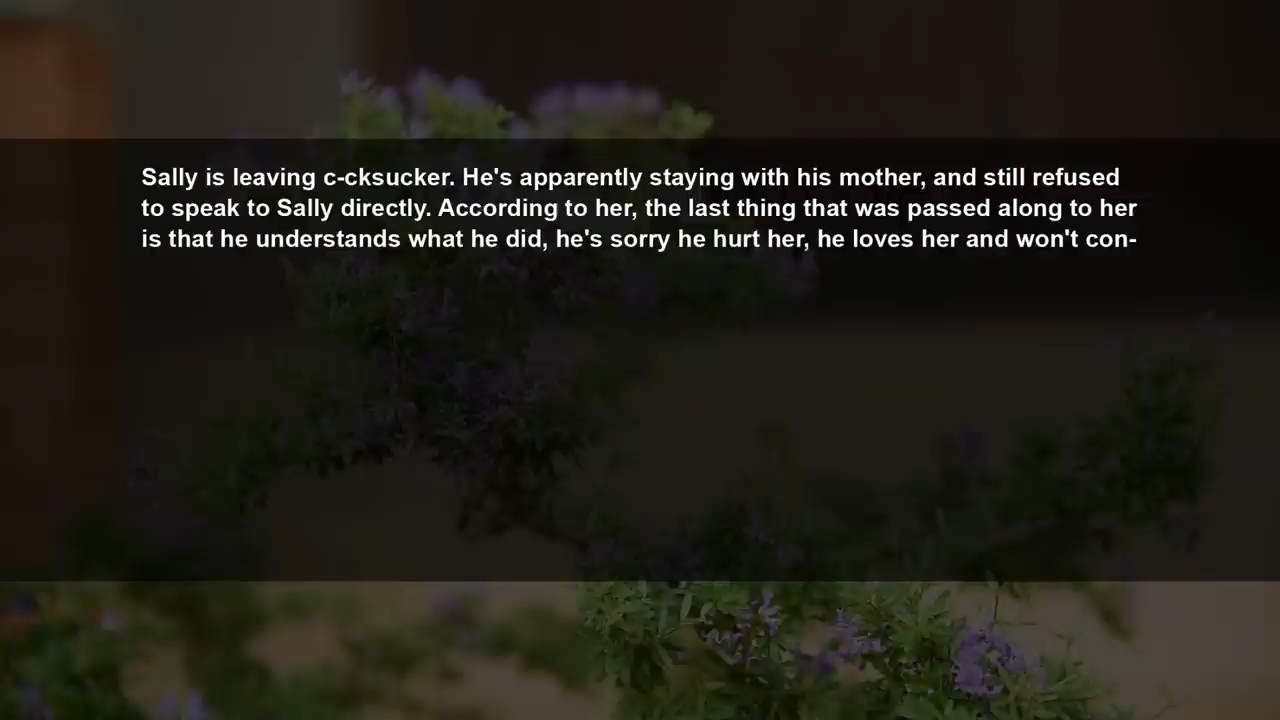 Sally is leaving c-cksucker. He's apparently staying with his mother, and still refused
to speak to Sally directly. According to her, the last thing that was passed along to her
is that he understands what he did, he's sorry he hurt her, he loves her and won't con-